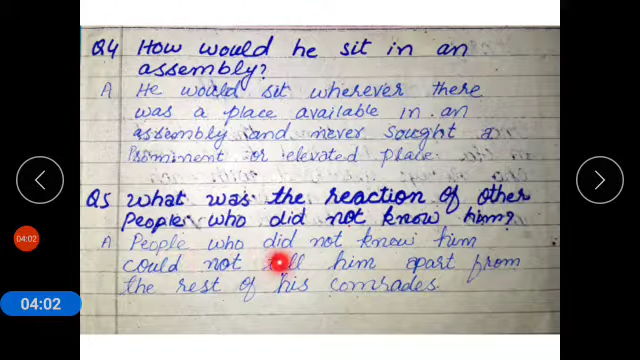 Q4 How would he sit in an
assembly?
A He would sit wherever there
was a place available in an
assembly and never sought a
Prominent or elevated place.
Q5 What was the reaction of other
People who did not know him?
A People who did not know him
could not tell him apart from
the rest of his comrades.
04:02
04:02